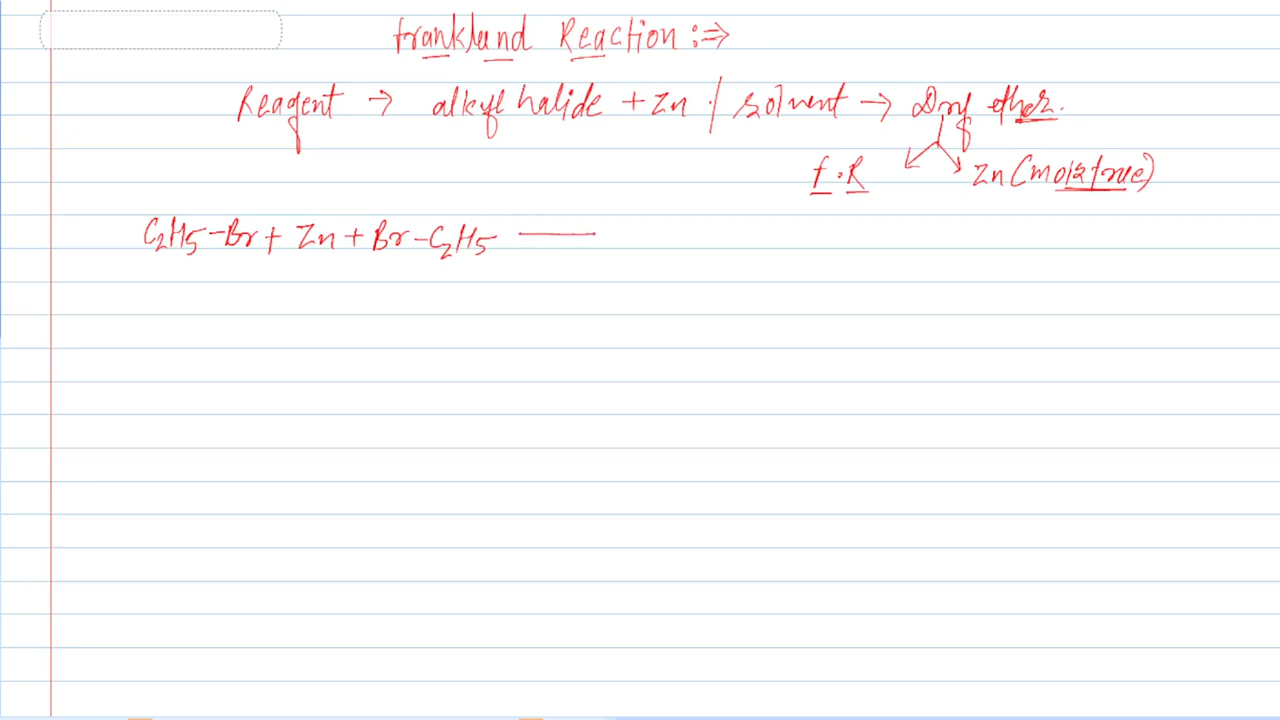 frankland Reaction :⇒
Reagent → alkyl halide + Zn / solvent → Dry ether.
f.R Zn (moisture)
C₂H₅-Br + Zn + Br-C₂H₅ —